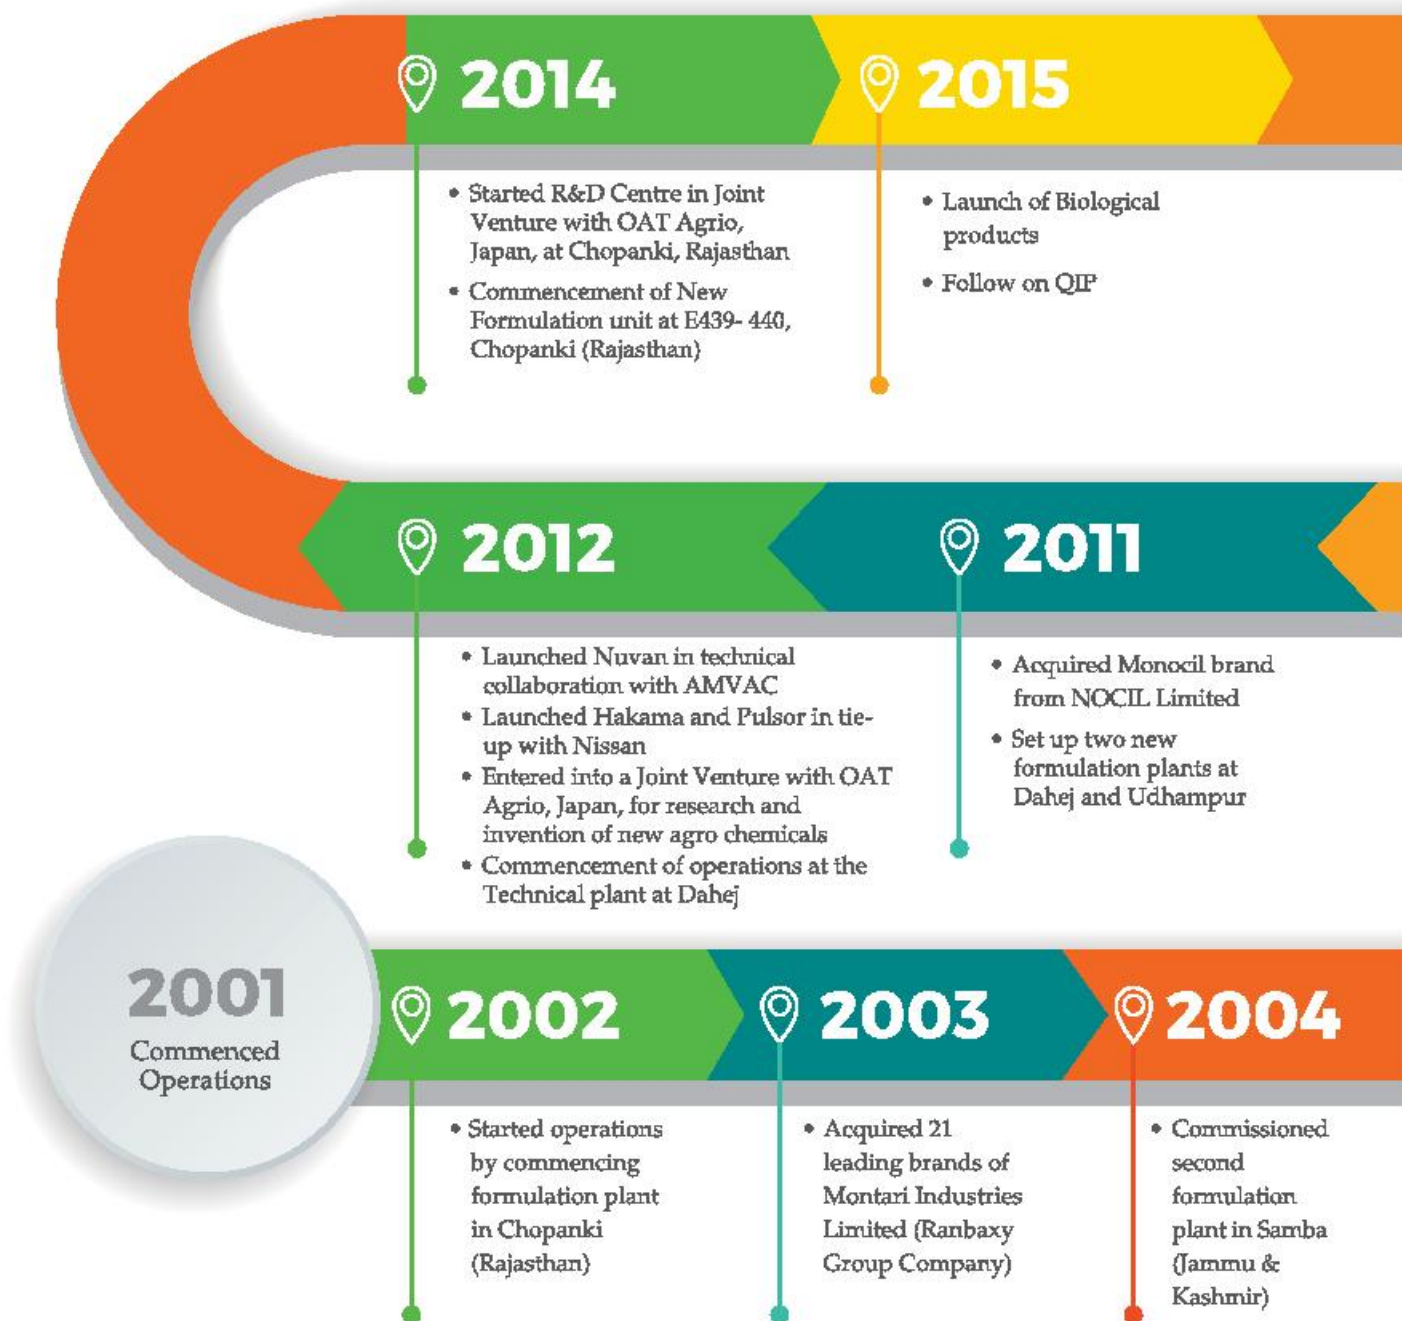 2014
• Started R&D Centre in Joint
Venture with OAT Agrio,
Japan, at Chopanki, Rajasthan
• Commencement of New
Formulation unit at E439- 440,
Chopanki (Rajasthan)
2015
• Launch of Biological
products
• Follow on QIP
2012
• Launched Nuvan in technical
collaboration with AMVAC
• Launched Hakama and Pulsor in tie-
up with Nissan
• Entered into a Joint Venture with OAT
Agrio, Japan, for research and
invention of new agro chemicals
• Commencement of operations at the
Technical plant at Dahej
2011
• Acquired Monocil brand
from NOCIL Limited
• Set up two new
formulation plants at
Dahej and Udhampur
2001
Commenced
Operations
2002
• Started operations
by commencing
formulation plant
in Chopanki
(Rajasthan)
2003
• Acquired 21
leading brands of
Montari Industries
Limited (Ranbaxy
Group Company)
2004
• Commissioned
second
formulation
plant in Samba
(Jammu &
Kashmir)